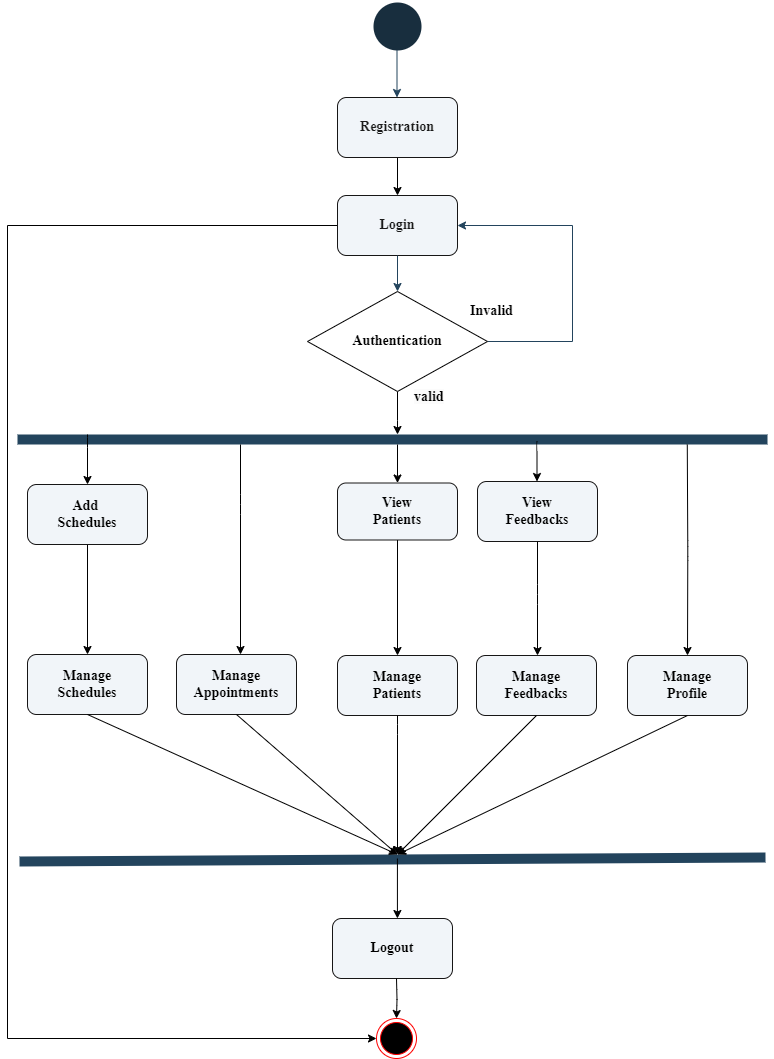 Registration
Login
Invalid
Authentication
valid
Add
Schedules
View
Patients
View
Feedbacks
Manage
Schedules
Manage
Appointments
Manage
Patients
Manage
Feedbacks
Manage
Profile
Logout